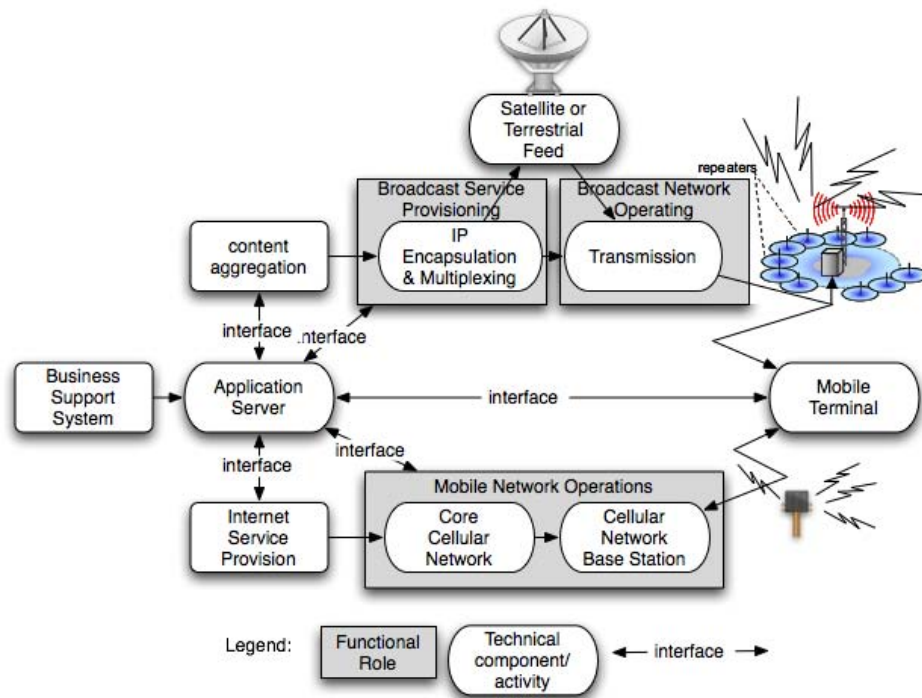 Satellite or
Terrestrial
Feed
repeaters
Broadcast Service
Provisioning
Broadcast Network
Operating
IP
Encapsulation
& Multiplexing
Transmission
content
aggregation
interface
.nterface
Business
Support
System
Application
Server
interface
Mobile
Terminal
interface
interface
Mobile Network Operations
Internet
Service
Provision
Core
Cellular
Network
Cellular
Network
Base Station
Legend:
Functional
Role
Technical
component/
activity
interface